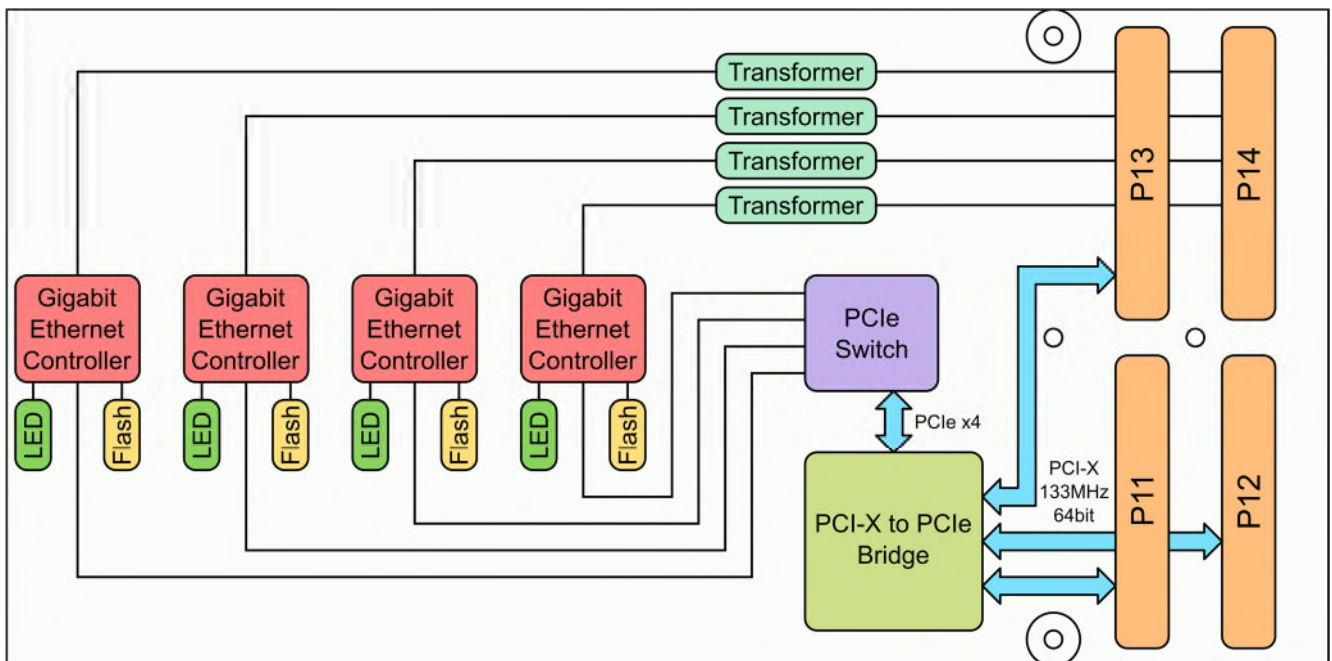 Transformer
Transformer
Transformer
Transformer
P13
P14
Gigabit
Ethernet
Controller
Gigabit
Ethernet
Controller
Gigabit
Ethernet
Controller
Gigabit
Ethernet
Controller
PCIe
Switch
LED
Flash
LED
Flash
LED
Flash
LED
Flash
PCIe x4
PCI-X to PCIe
Bridge
PCI-X
133MHz
64bit
P11
P12